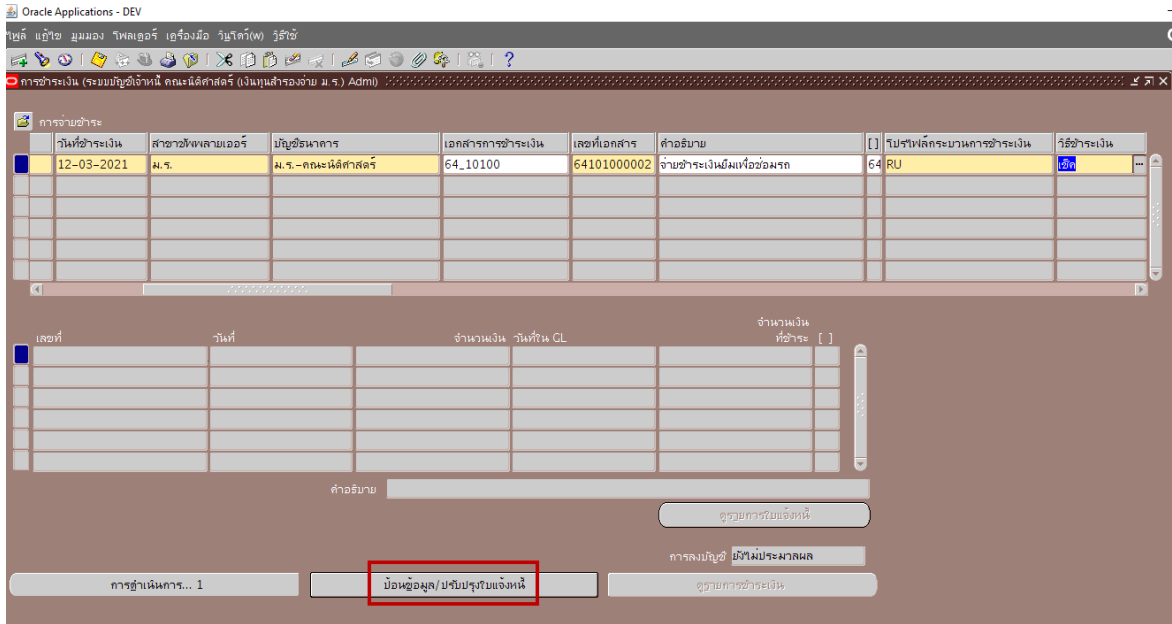 Oracle Applications - DEV
ไฟล์ แก้ไข มุมมอง โฟลเดอร์ เครื่องมือ วินโดว์(W) วิธีใช้
การชำระเงิน (ระบบบัญชีเจ้าหนี้ คณะนิติศาสตร์ (เงินทุนสำรองจ่าย ม.ร.) Admi)
การจ่ายชำระ
วันที่ชำระเงิน สาขาซัพพลายเออร์ บัญชีธนาคาร เอกสารการชำระเงิน เลขที่เอกสาร คำอธิบาย [] โปรไฟล์กระบวนการชำระเงิน วิธีชำระเงิน
12-03-2021 ม.ร. ม.ร.-คณะนิติศาสตร์ 64_10100 64101000002 จ่ายชำระเงินยืมเพื่อซ่อมรถ 64 RU เช็ค ...
จำนวนเงิน
เลขที่ วันที่ จำนวนเงิน วันที่ใน GL ที่ชำระ [ ]
คำอธิบาย
ดูรายการใบแจ้งหนี้
การลงบัญชี ยังไม่ประมวลผล
การดำเนินการ... 1 ป้อนข้อมูล/ปรับปรุงใบแจ้งหนี้ ดูรายการชำระเงิน